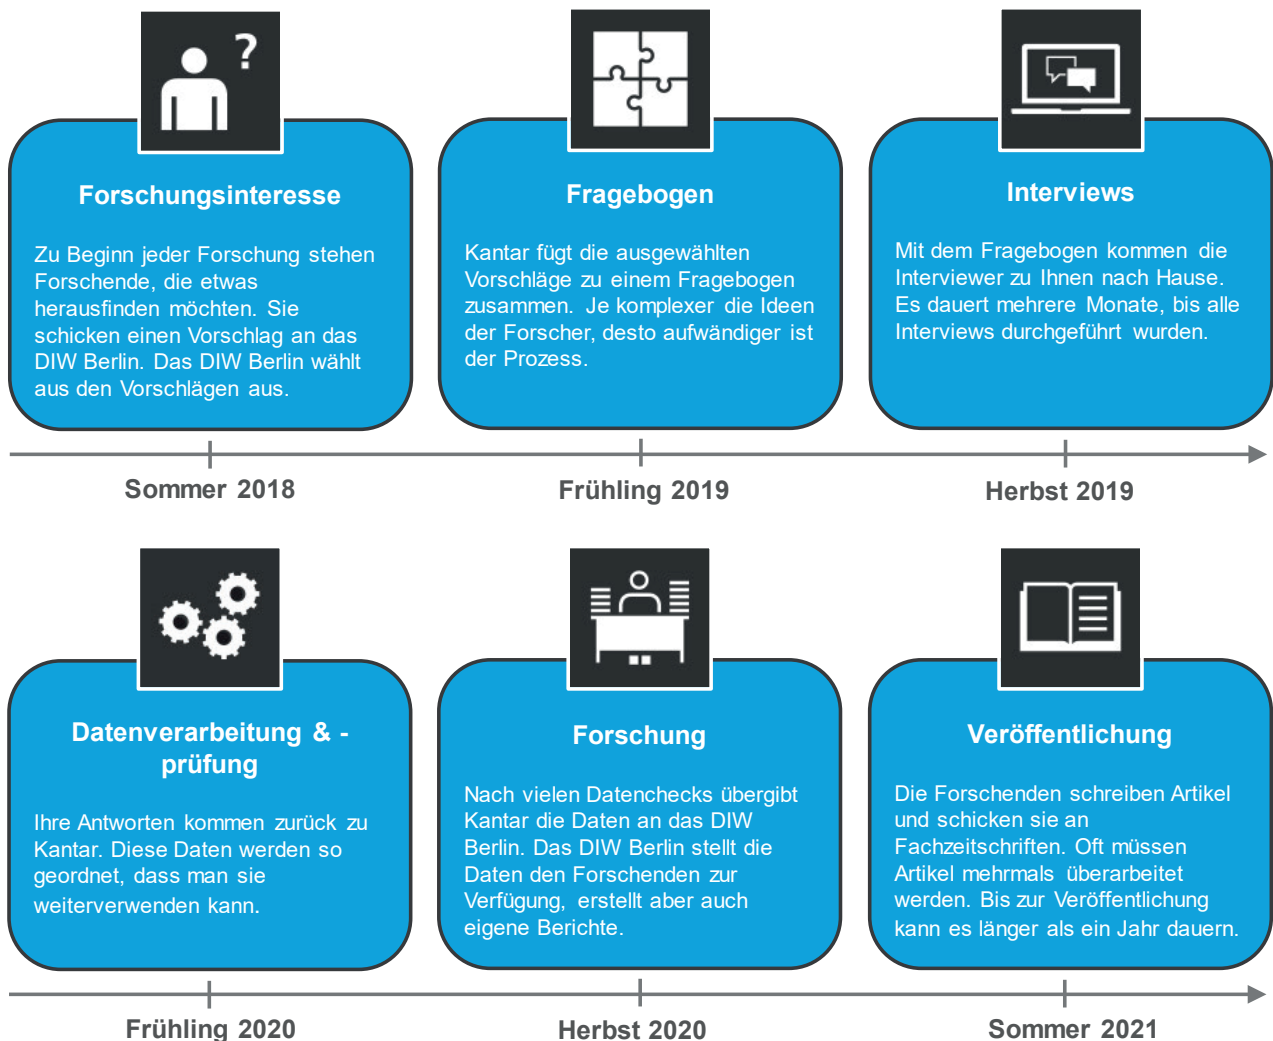 ?
Forschungsinteresse
Zu Beginn jeder Forschung stehen
Forschende, die etwas
herausfinden möchten. Sie
schicken einen Vorschlag an das
DIW Berlin. Das DIW Berlin wählt
aus den Vorschlägen aus.
Fragebogen
Kantar fügt die ausgewählten
Vorschläge zu einem Fragebogen
zusammen. Je komplexer die Ideen
der Forscher, desto aufwändiger ist
der Prozess.
Interviews
Mit dem Fragebogen kommen die
Interviewer zu Ihnen nach Hause.
Es dauert mehrere Monate, bis alle
Interviews durchgeführt wurden.
Sommer 2018
Frühling 2019
Herbst 2019
Datenverarbeitung & -
prüfung
Ihre Antworten kommen zurück zu
Kantar. Diese Daten werden so
geordnet, dass man sie
weiterverwenden kann.
Forschung
Nach vielen Datenchecks übergibt
Kantar die Daten an das DIW
Berlin. Das DIW Berlin stellt die
Daten den Forschenden zur
Verfügung, erstellt aber auch
eigene Berichte.
Veröffentlichung
Die Forschenden schreiben Artikel
und schicken sie an
Fachzeitschriften. Oft müssen
Artikel mehrmals überarbeitet
werden. Bis zur Veröffentlichung
kann es länger als ein Jahr dauern.
Frühling 2020
Herbst 2020
Sommer 2021